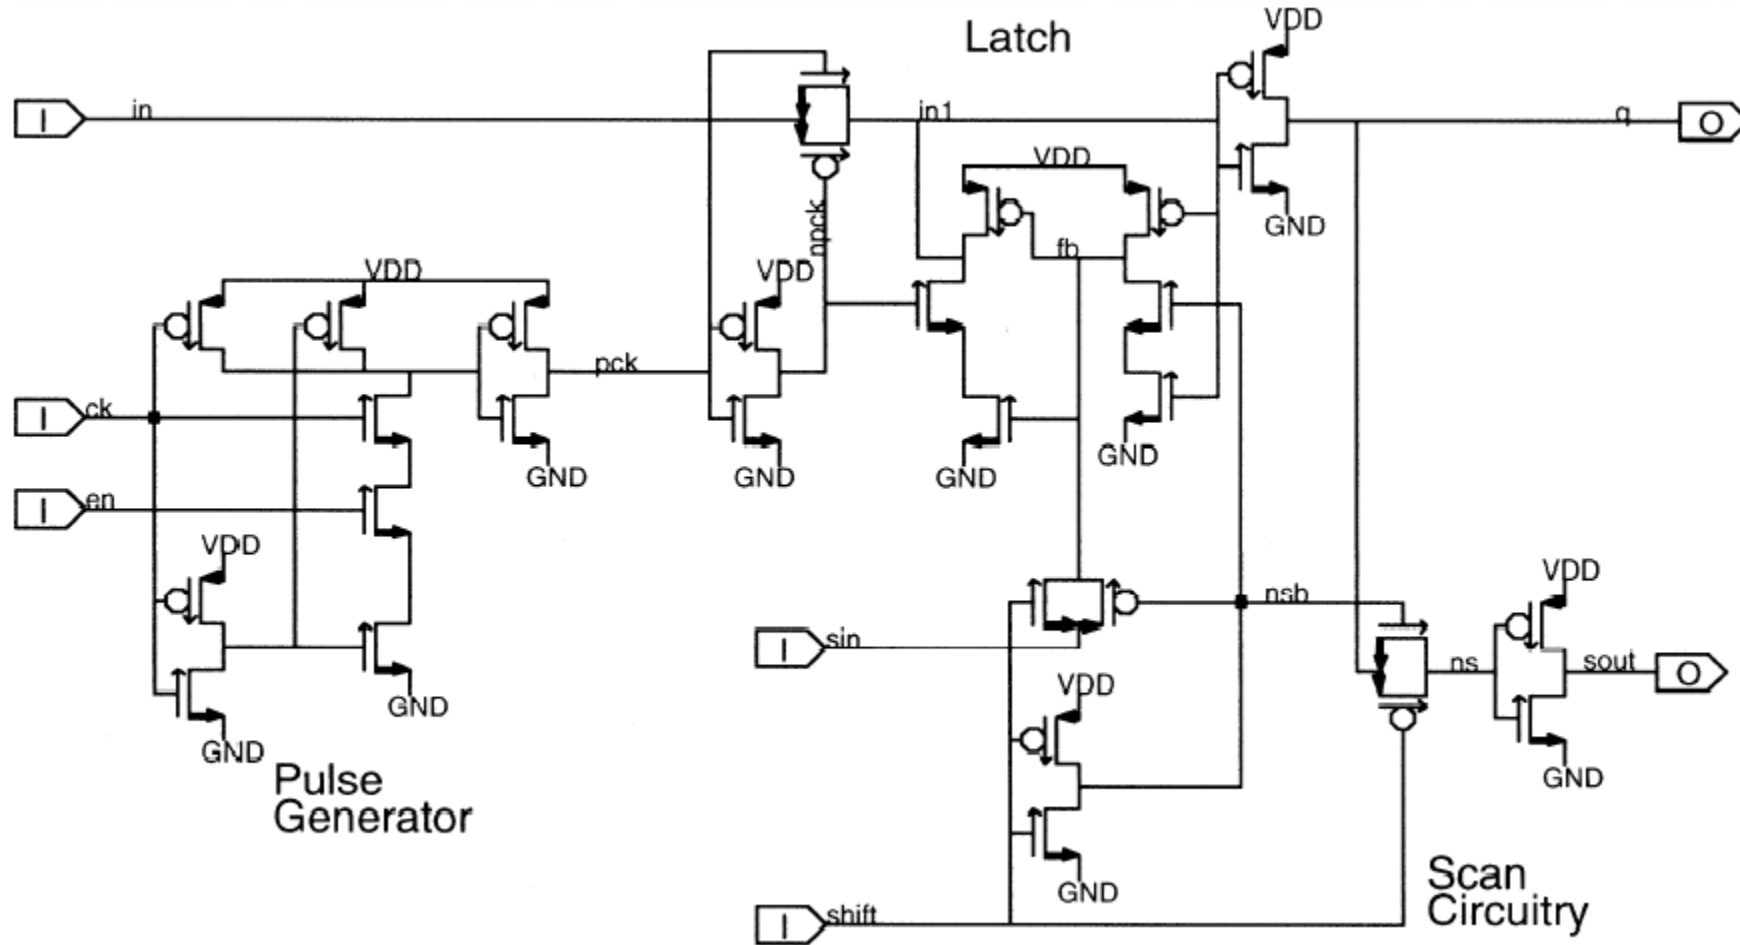 Latch
VDD
I
in
in1
q
O
VDD
npck
GND
fb
VDD
VDD
pck
I
ck
GND
GND
GND
GND
I
en
VDD
VDD
nsb
I
sin
VDD
ns
sout
O
GND
GND
GND
Pulse
Generator
GND
Scan
Circuitry
I
shift